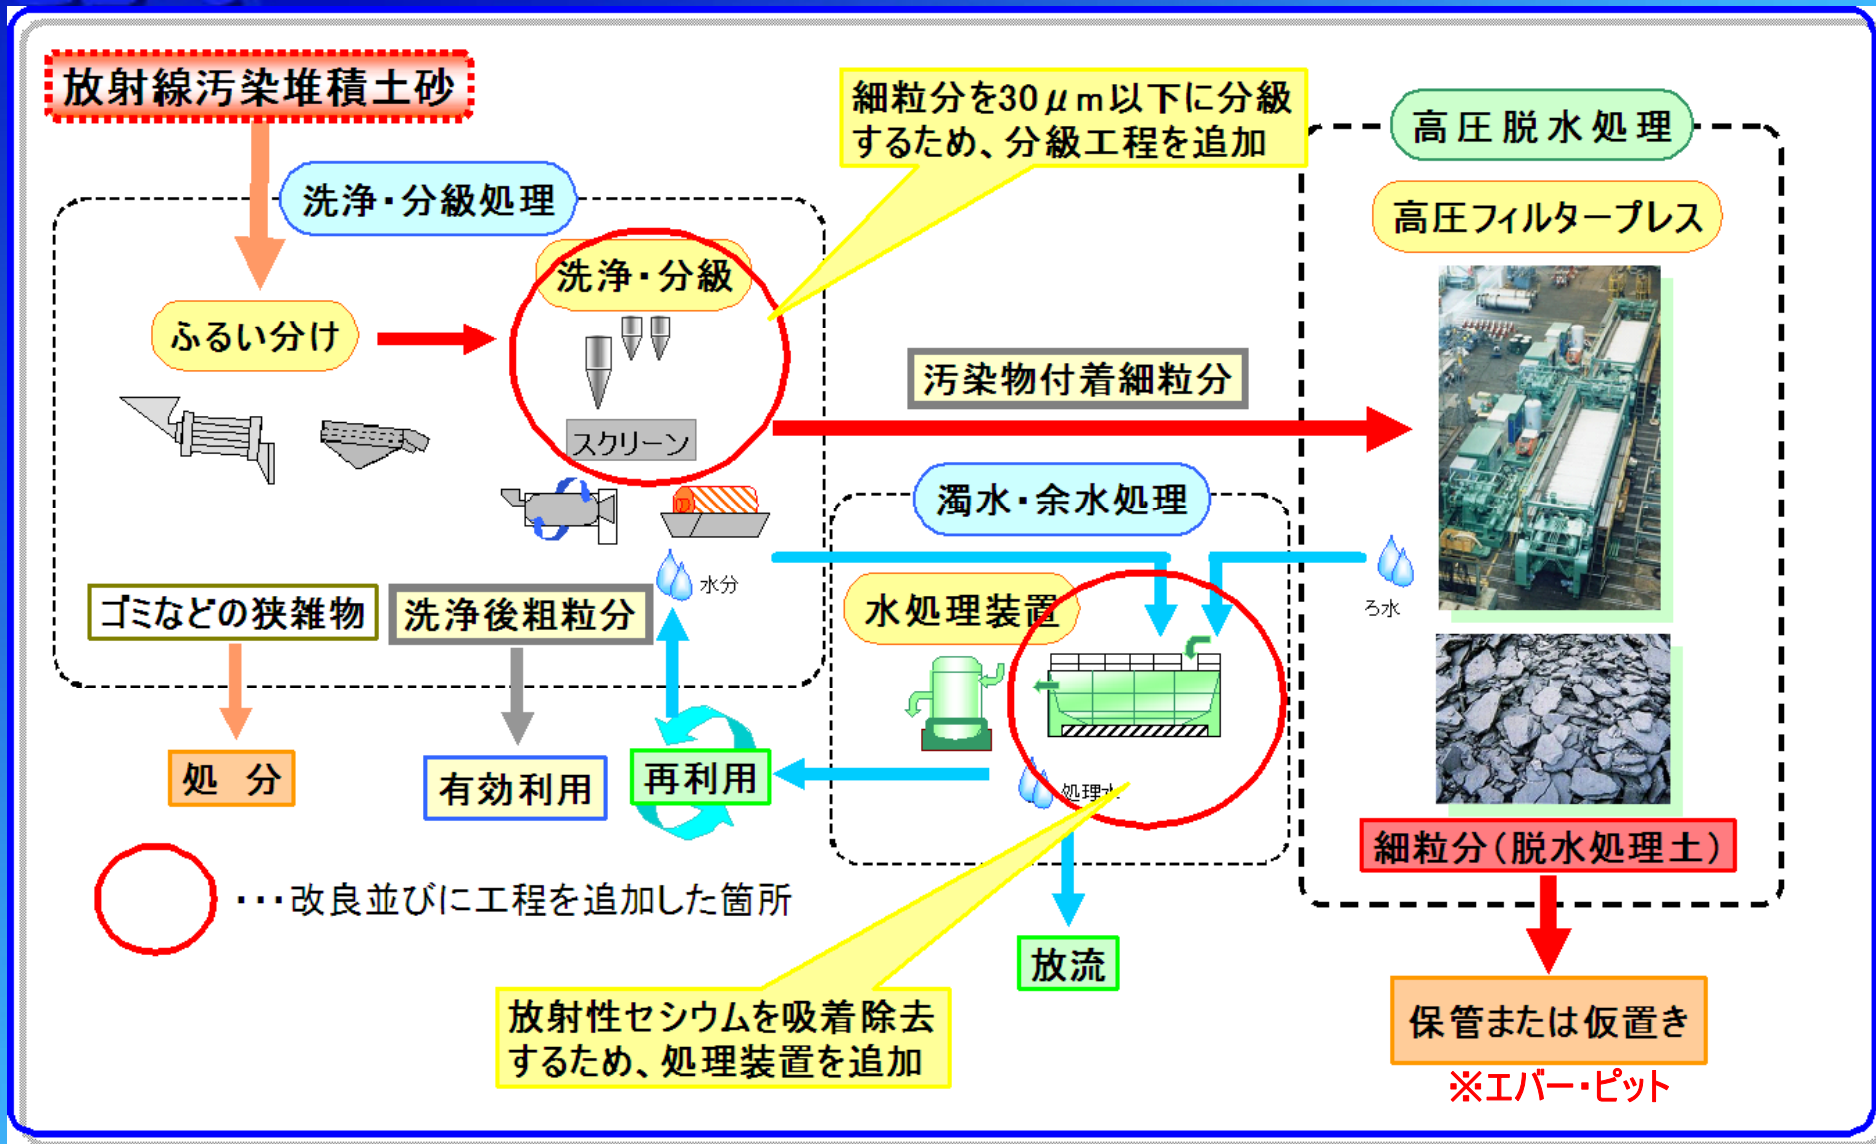 放射線汚染堆積土砂
細粒分を30μm以下に分級
するため、分級工程を追加
高圧脱水処理
洗浄・分級処理
高圧フィルタープレス
洗浄・分級
ふるい分け
汚染物付着細粒分
スクリーン
濁水・余水処理
水分
ろ水
ゴミなどの狭雑物
洗浄後粗粒分
水処理装置
処　分
有効利用
再利用
処理水
細粒分（脱水処理土）
・・・改良並びに工程を追加した箇所
放流
放射性セシウムを吸着除去
するため、処理装置を追加
保管または仮置き
※エバー・ピット